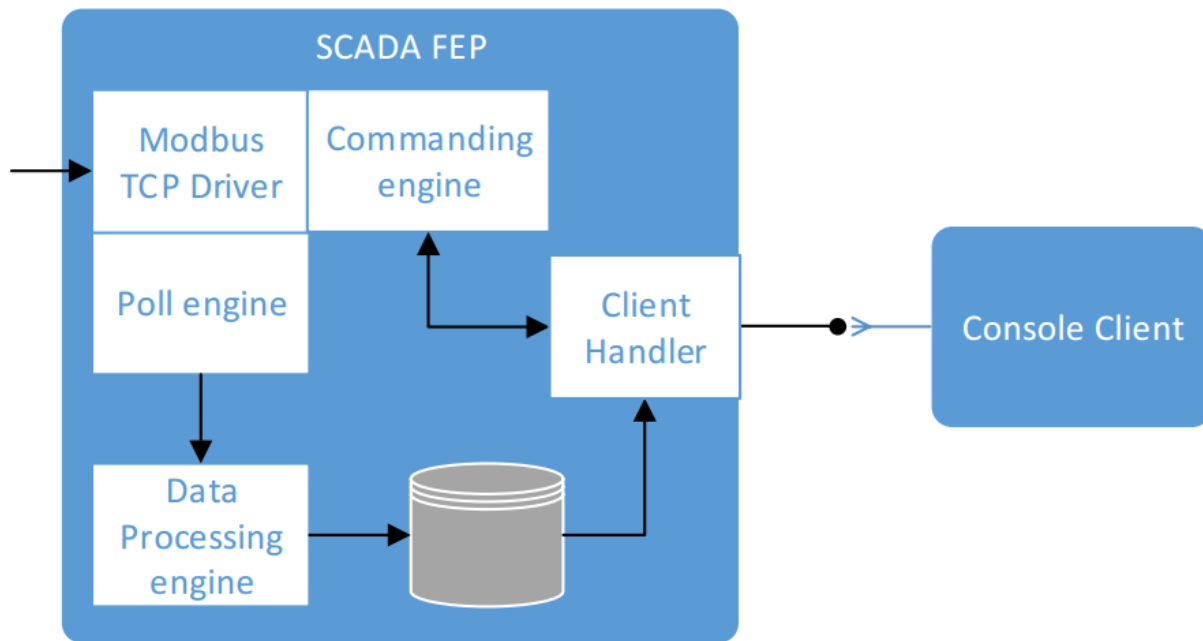 SCADA FEP
Modbus
TCP Driver
Commanding
engine
Poll engine
Client
Handler
Console Client
Data
Processing
engine